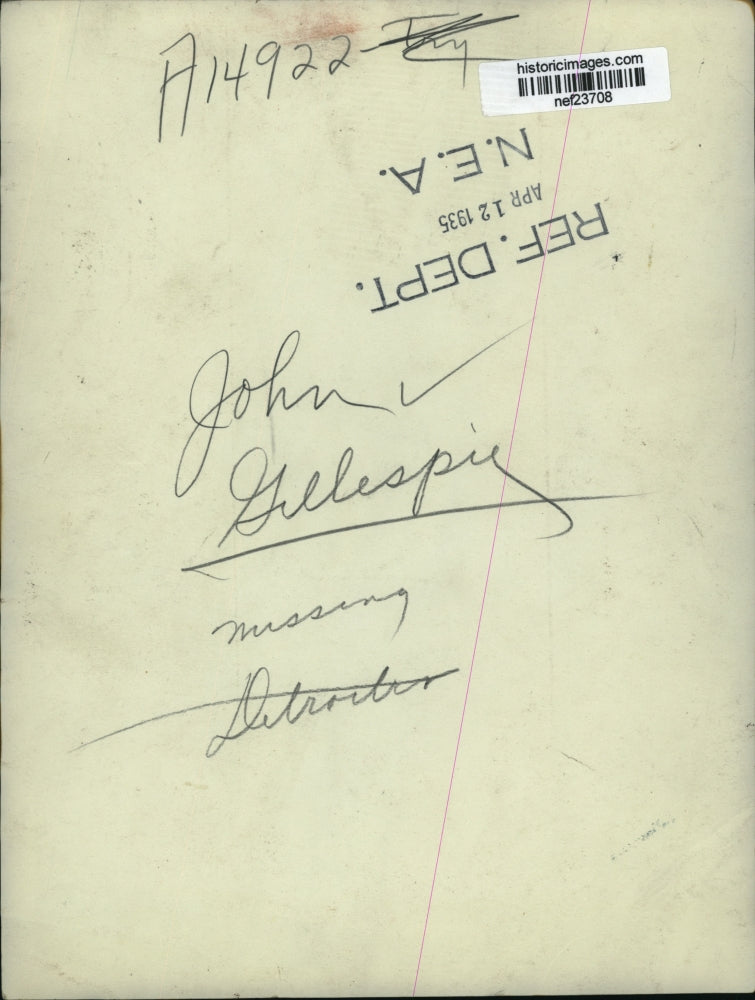 A14922
historicimages.com
nef23708
N.E.A.
APR 12 1935
REF. DEPT.
John ✓
Gillespie
missing
Detroiter